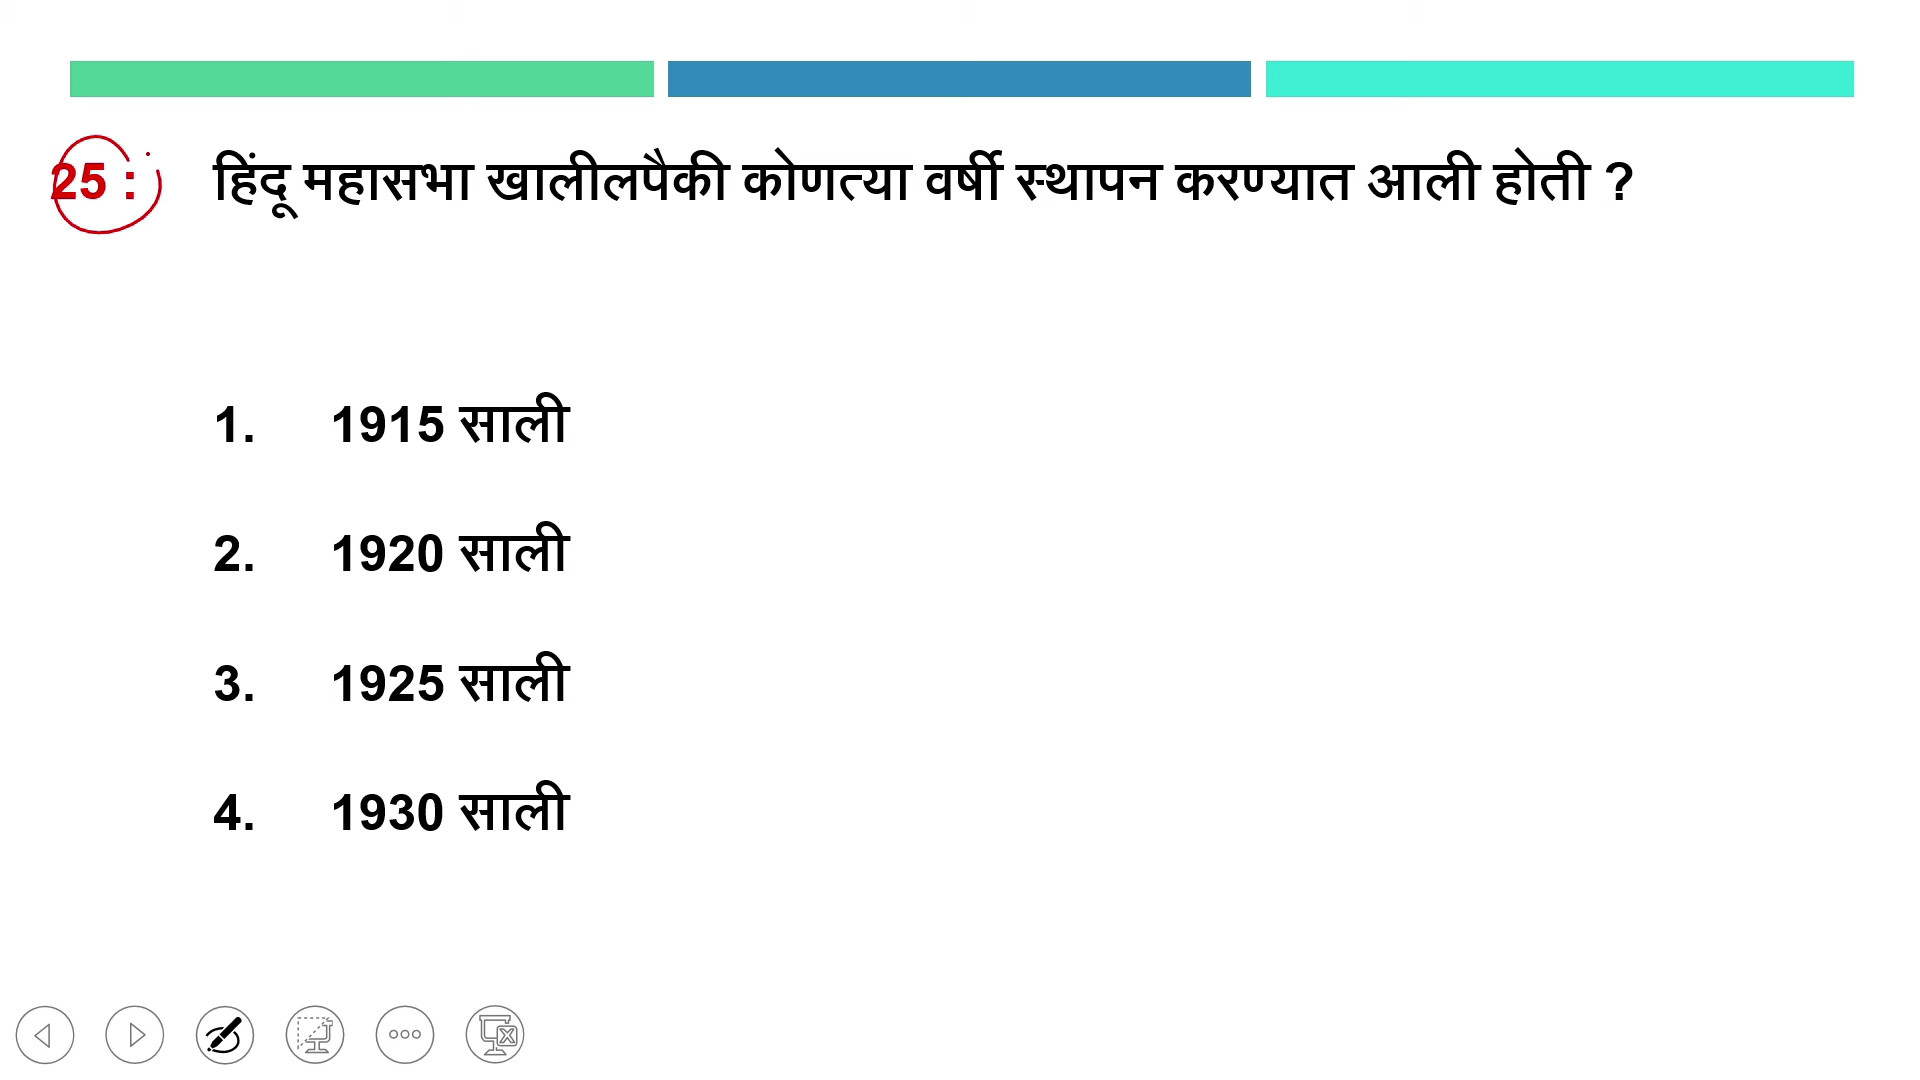 25 : हिंदू महासभा खालीलपैकी कोणत्या वर्षी स्थापन करण्यात आली होती ?
1. 1915 साली
2. 1920 साली
3. 1925 साली
4. 1930 साली